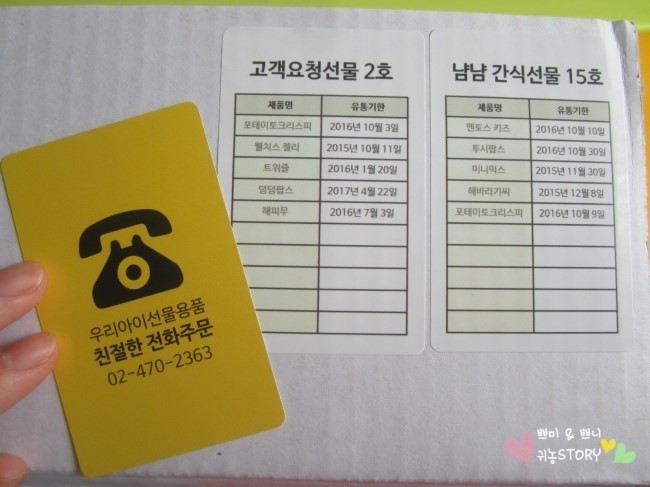 고객요청선물 2호
제품명 유통기한
포테이토크리스피 2016년 10월 3일
웰치스 젤리 2015년 10월 11일
트위즐 2016년 1월 20일
덤덤팝스 2017년 4월 22일
해피무 2016년 7월 3일
냠냠 간식선물 15호
제품명 유통기한
멘토스 키즈 2016년 10월 10일
투시팝스 2016년 10월 30일
미니믹스 2015년 11월 30일
해바라기씨 2015년 12월 8일
포테이토크리스피 2016년 10월 9일
우리아이선물용품
친절한 전화주문
02-470-2363
쁘미 & 쁘니
귀농STORY